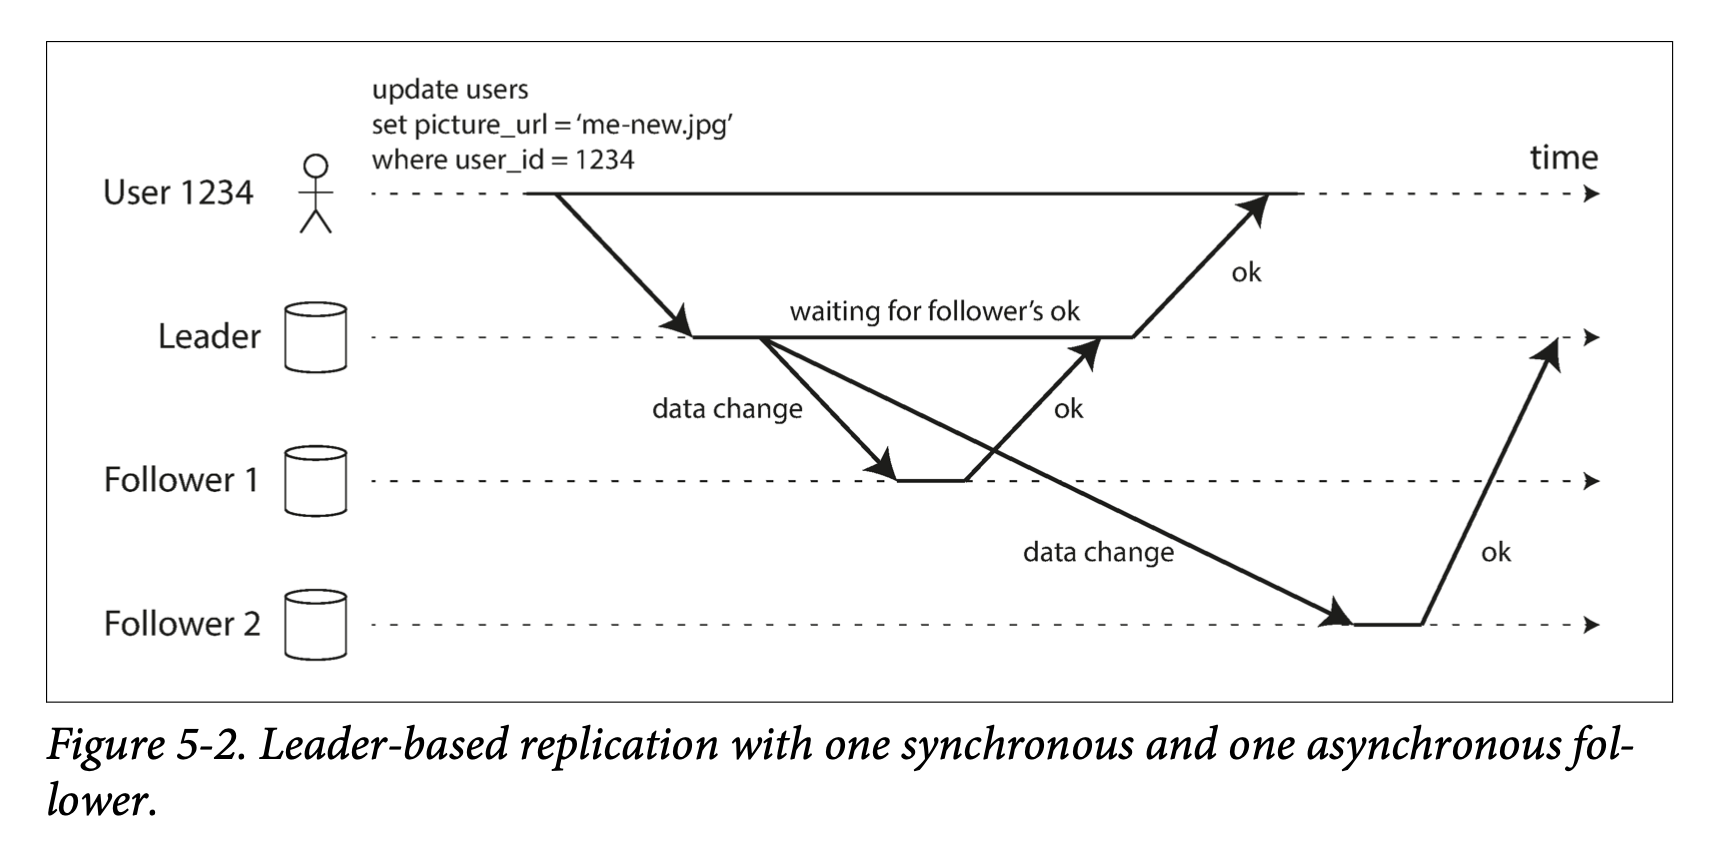 update users
set picture_url = ‘me-new.jpg’
where user_id = 1234
time
User 1234
ok
waiting for follower’s ok
Leader
data change
ok
Follower 1
data change
ok
Follower 2
Figure 5-2. Leader-based replication with one synchronous and one asynchronous fol-
lower.